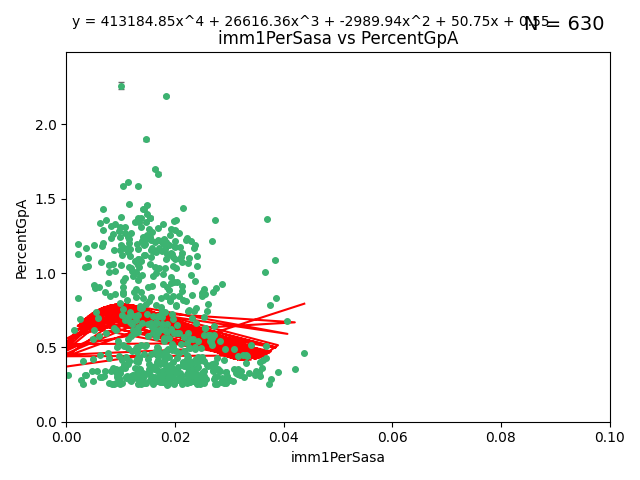 y = 413184.85x^4 + 26616.36x^3 + -2989.94x^2 + 50.75x + 0.55
N = 630
imm1PerSasa vs PercentGpA
PercentGpA
2.0
1.5
1.0
0.5
0.0
0.00 0.02 0.04 0.06 0.08 0.10
imm1PerSasa